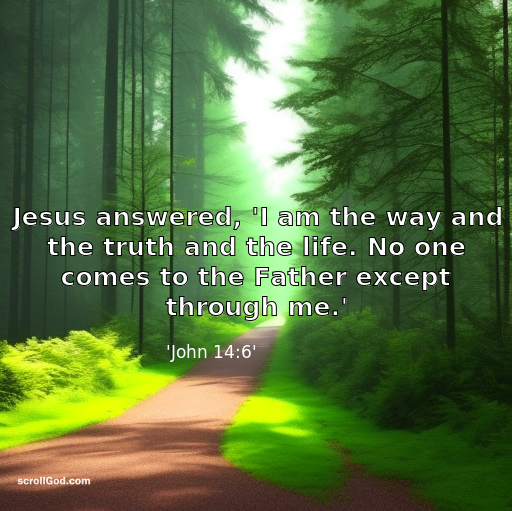 Jesus answered, 'I am the way and
the truth and the life. No one
comes to the Father except
through me.'
'John 14:6'
scrollGod.com